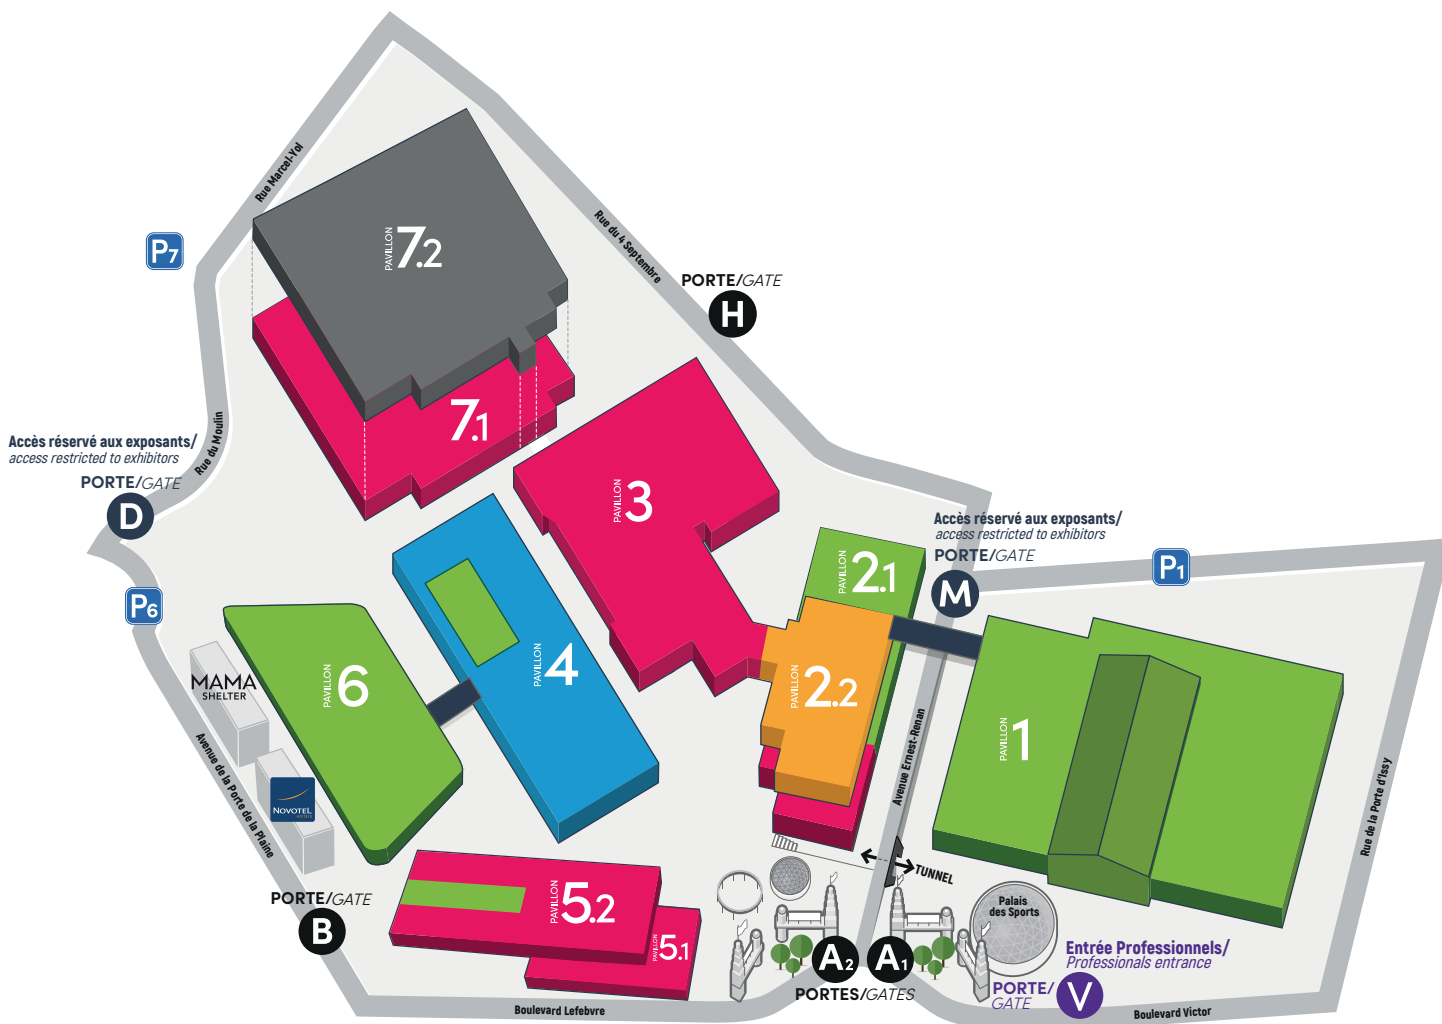 Rue Marcel-Yol
P7
PAVILLON
7.2
Rue du 4 Septembre
PORTE/GATE
H
PAVILLON
3
7.1
Accès réservé aux exposants/
access restricted to exhibitors
PORTE/GATE
D
Rue du Moulin
Accès réservé aux exposants/
access restricted to exhibitors
PORTE/GATE
M
P1
PAVILLON
2.1
P6
PAVILLON
6
PAVILLON
4
PAVILLON
2.2
MAMA
SHELTER
PAVILLON
1
Avenue Ernest-Renan
Rue de la Porte d'Issy
Avenue de la Porte de la Plaine
NOVOTEL
HOTELS
TUNNEL
PORTE/GATE
B
PAVILLON
5.2
PAVILLON
5.1
Palais
des Sports
A2
A1
PORTES/GATES
Entrée Professionnels/
Professionals entrance
PORTE/
GATE
V
Boulevard Lefebvre
Boulevard Victor